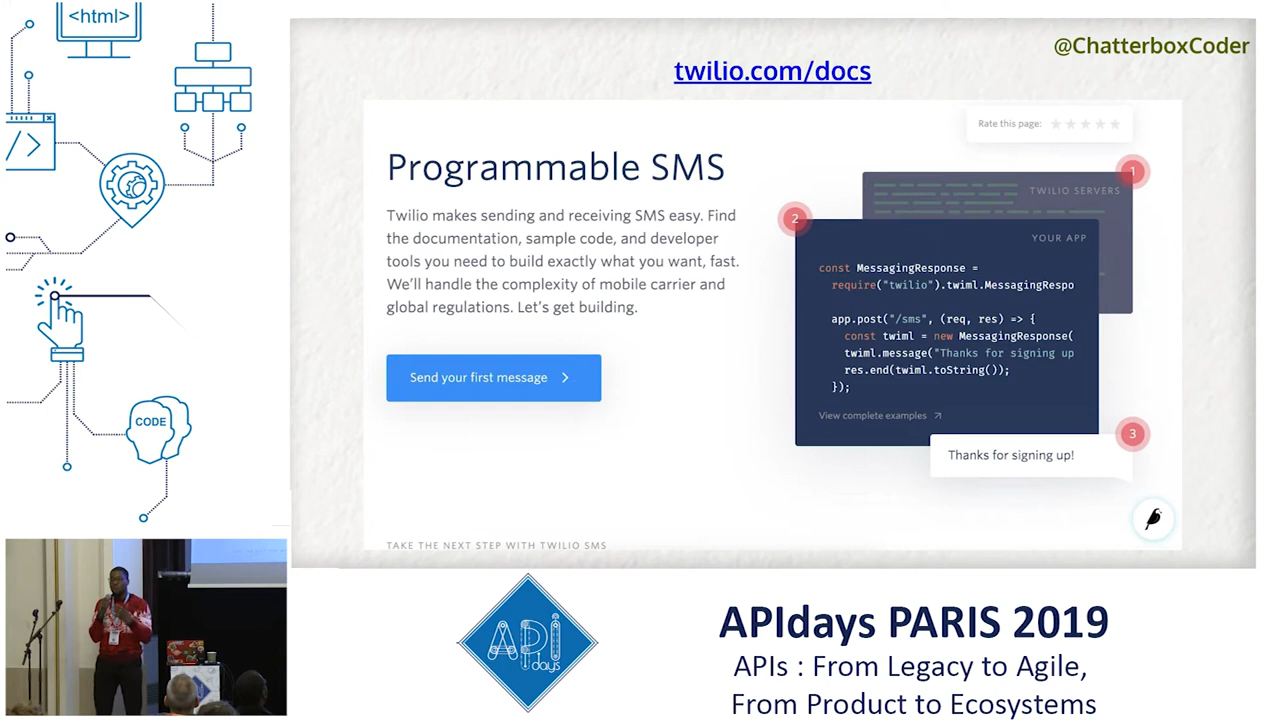 <html>
</>
CODE
@ChatterboxCoder
twilio.com/docs
Rate this page:
Programmable SMS
Twilio makes sending and receiving SMS easy. Find
the documentation, sample code, and developer
tools you need to build exactly what you want, fast.
We'll handle the complexity of mobile carrier and
global regulations. Let's get building.
Send your first message
1
TWILIO SERVERS
2
YOUR APP
const MessagingResponse =
require("twilio").twiml.MessagingRespo
app.post("/sms", (req, res) => {
const twiml = new MessagingResponse(
twiml.message("Thanks for signing up
res.end(twiml.toString());
});
View complete examples
3
Thanks for signing up!
TAKE THE NEXT STEP WITH TWILIO SMS
API
days
APIdays PARIS 2019
APIs : From Legacy to Agile,
From Product to Ecosystems